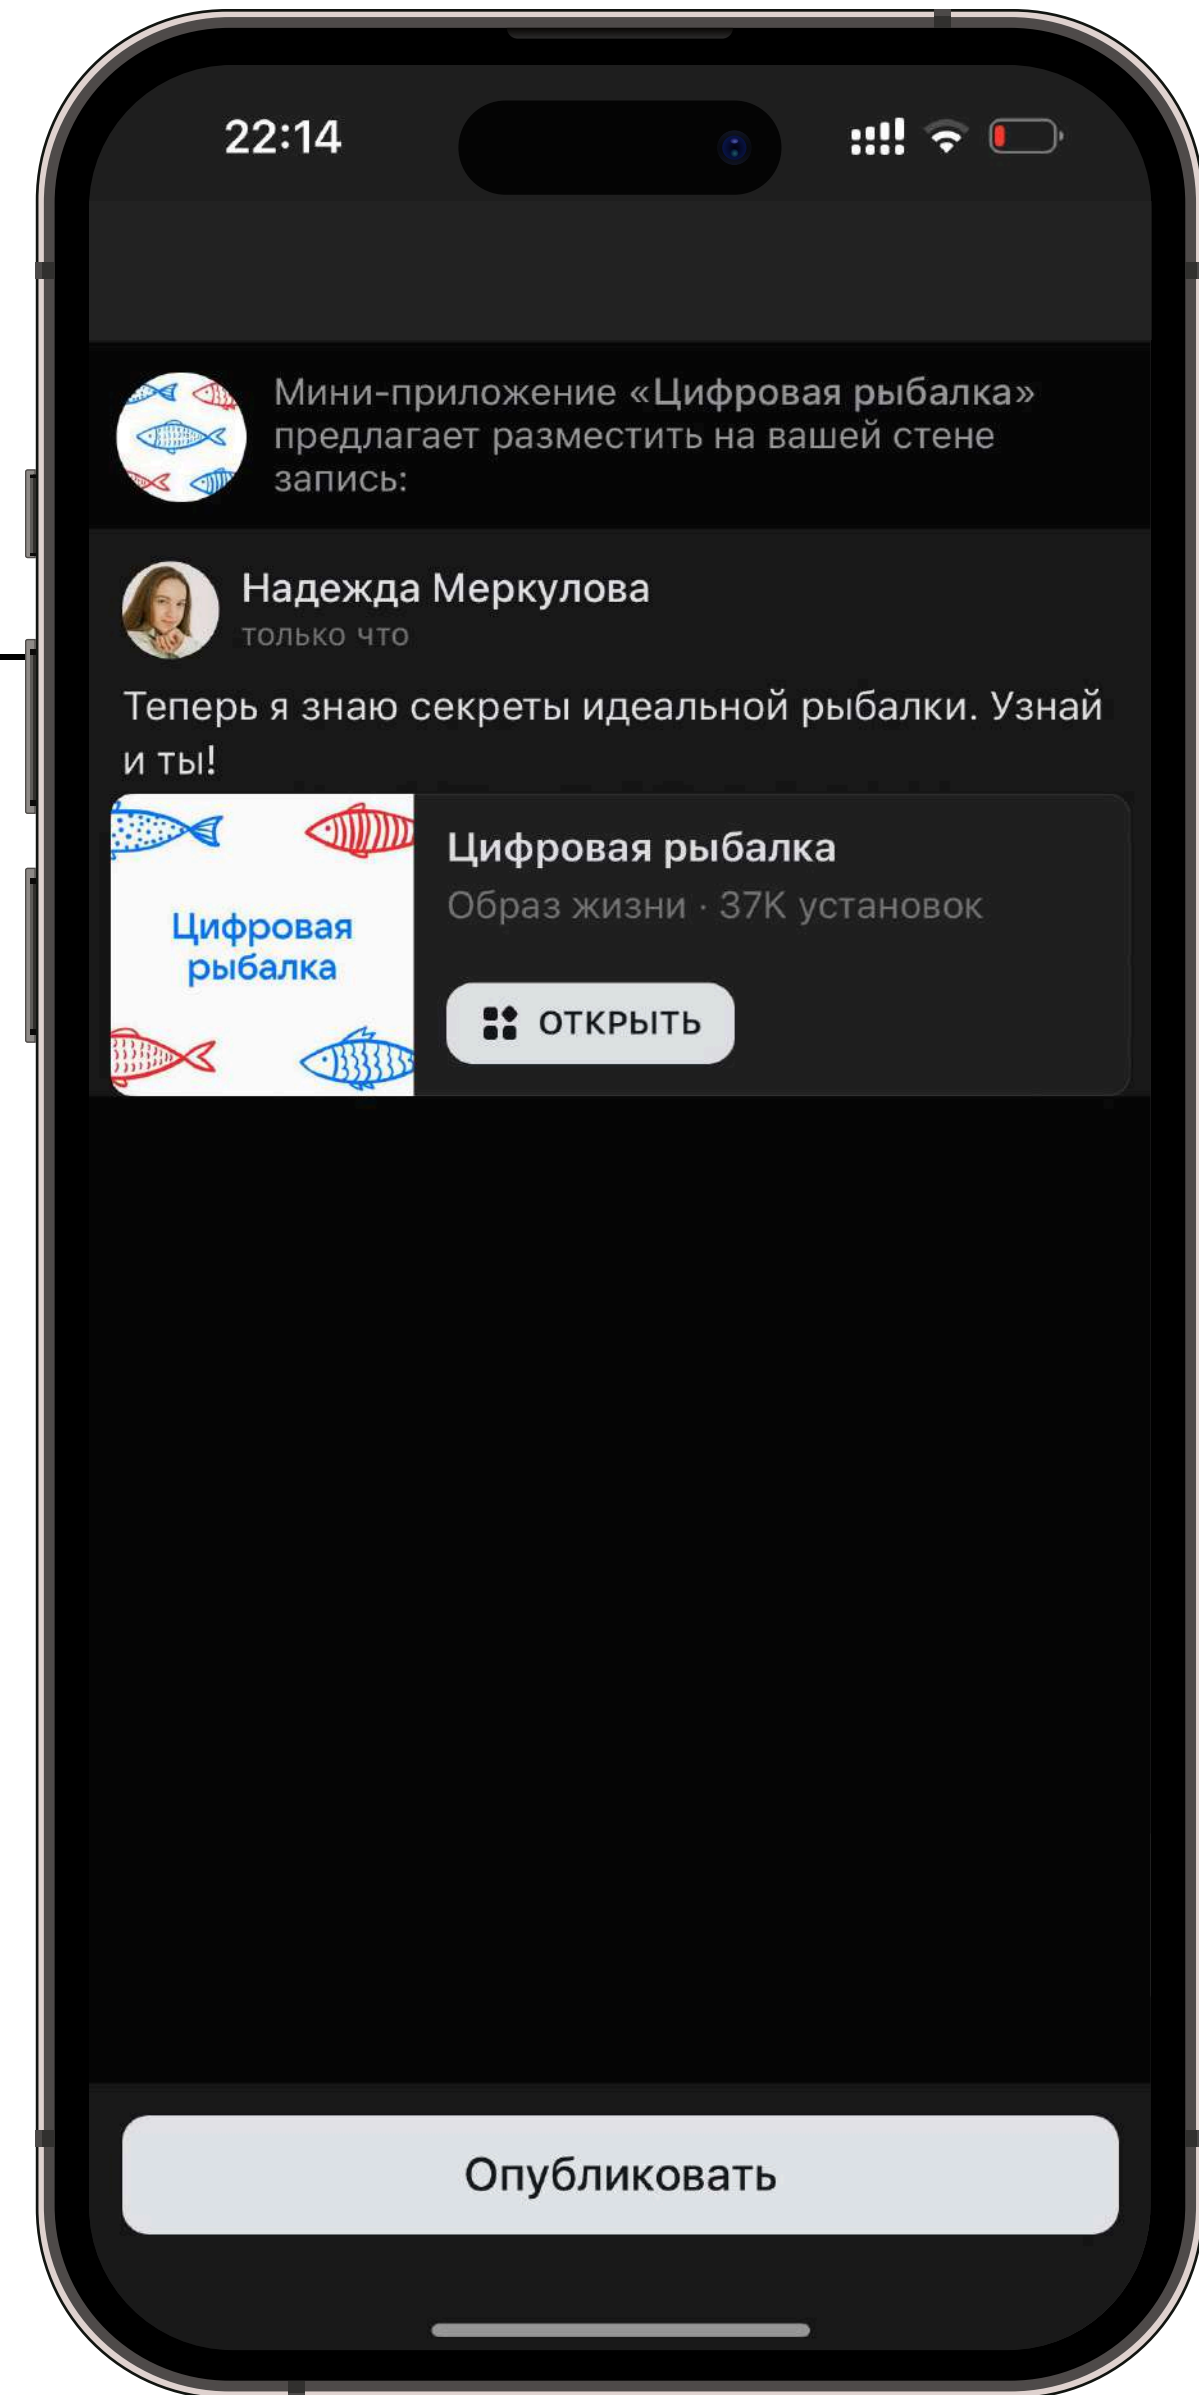 22:14
Мини-приложение «Цифровая рыбалка»
предлагает разместить на вашей стене
запись:
Надежда Меркулова
только что
Теперь я знаю секреты идеальной рыбалки. Узнай
и ты!
Цифровая
рыбалка
Цифровая рыбалка
Образ жизни · 37K установок
ОТКРЫТЬ
Опубликовать